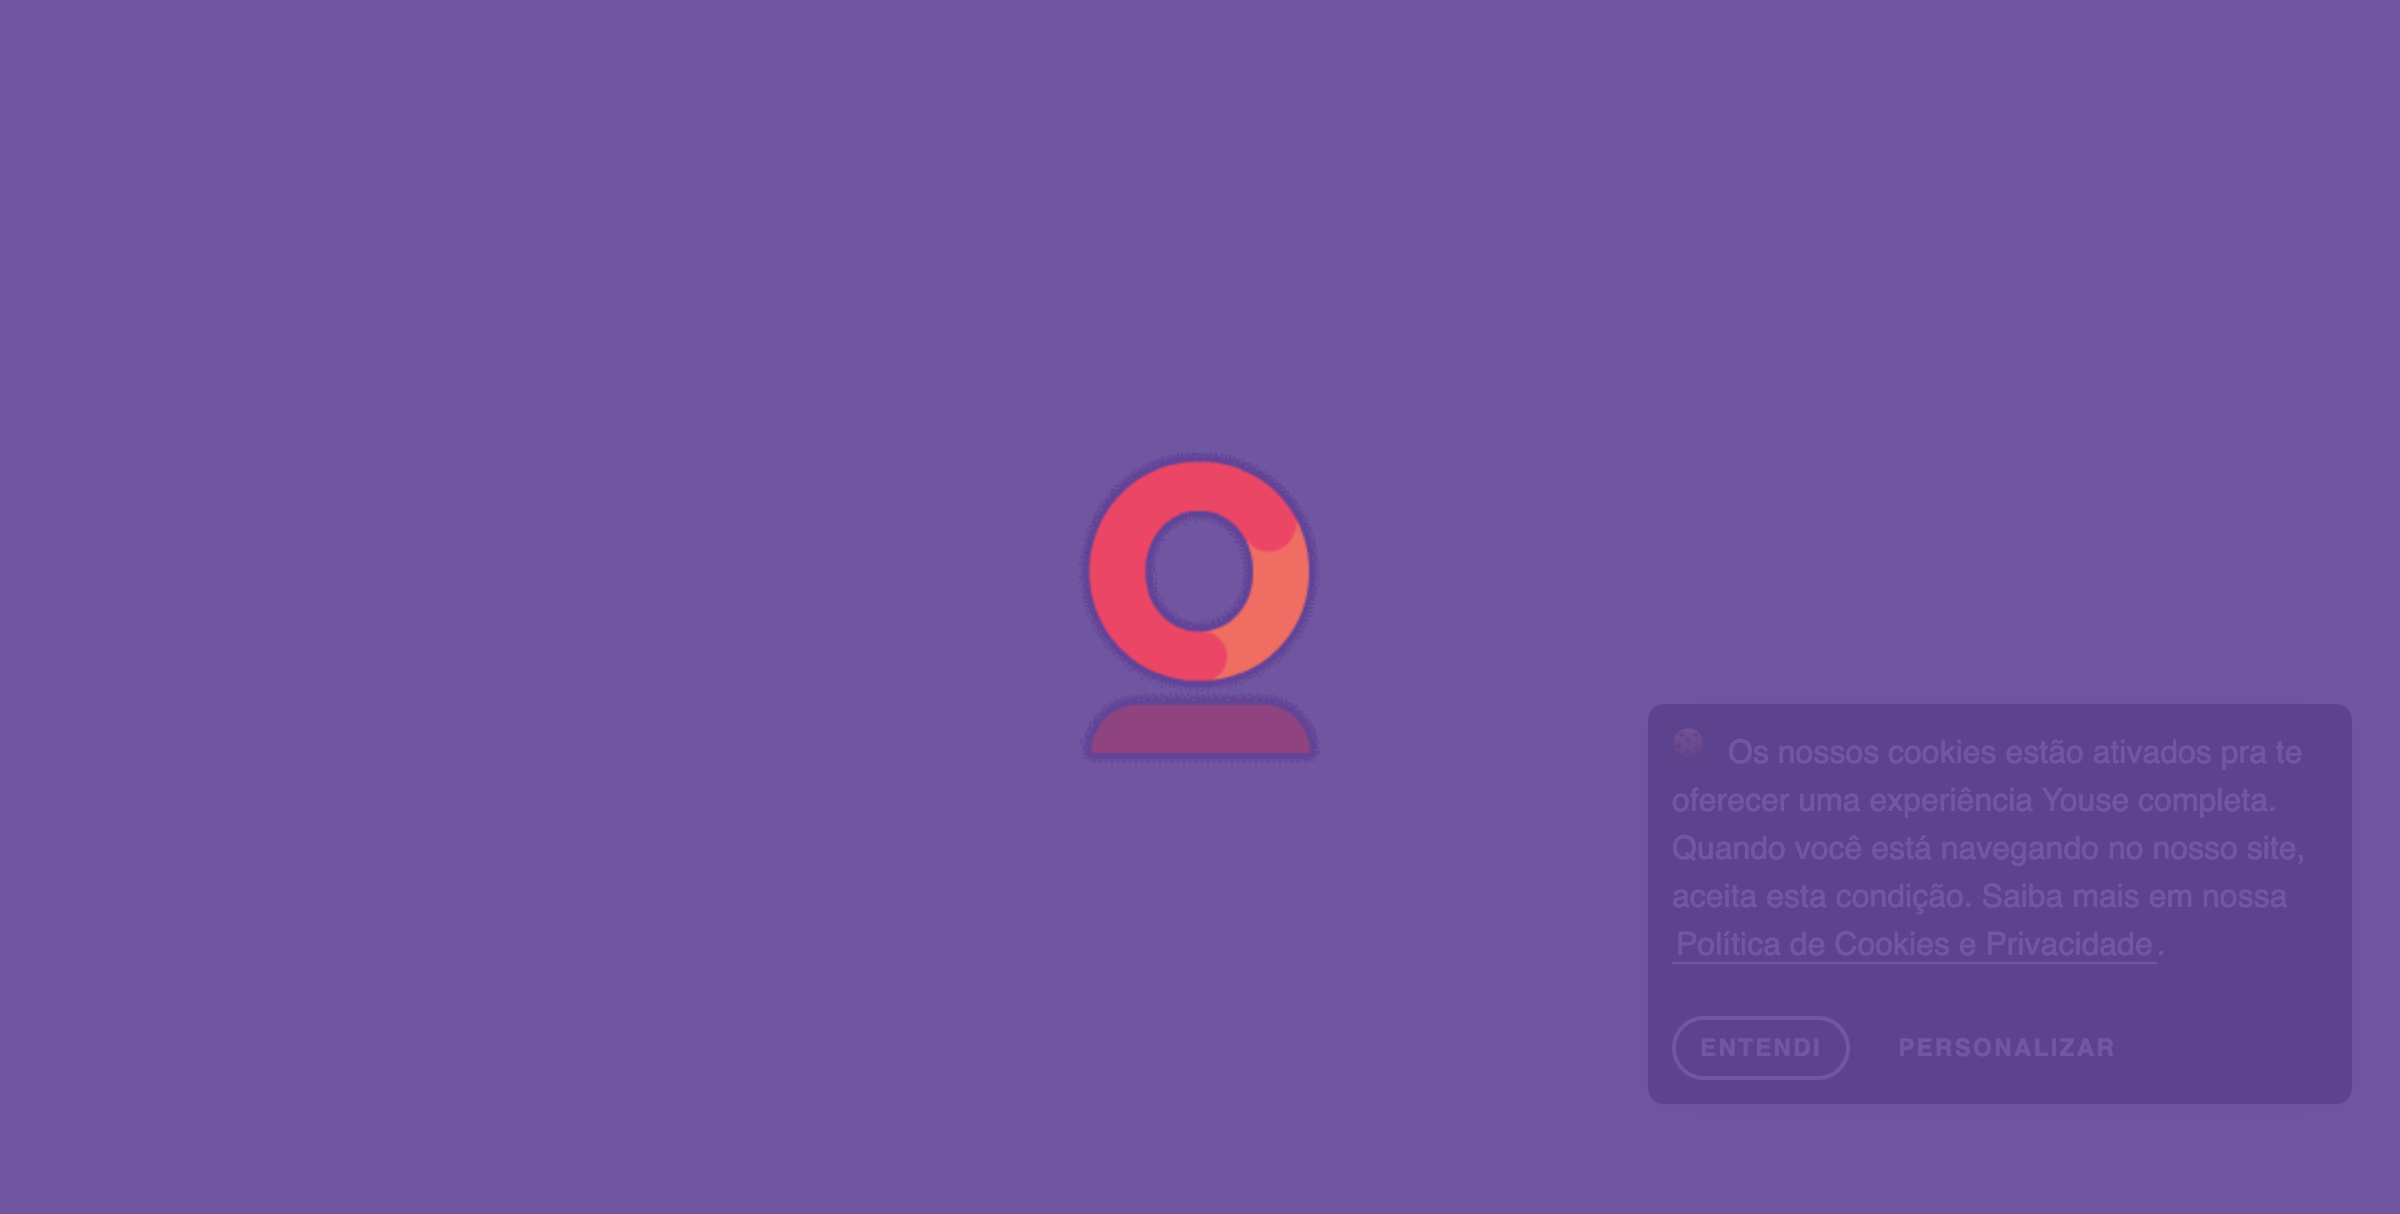 Os nossos cookies estão ativados pra te
oferecer uma experiência Youse completa.
Quando você está navegando no nosso site,
aceita esta condição. Saiba mais em nossa
Política de Cookies e Privacidade.
ENTENDI PERSONALIZAR